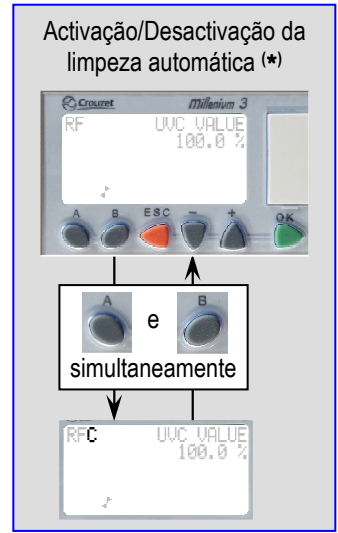 Activação/Desactivação da
limpeza automática (*)
Crouzet
Millenium 3
RF UVC VALUE
100.0 %
A B ESC − + OK
A e B
simultaneamente
RFC UVC VALUE
100.0 %